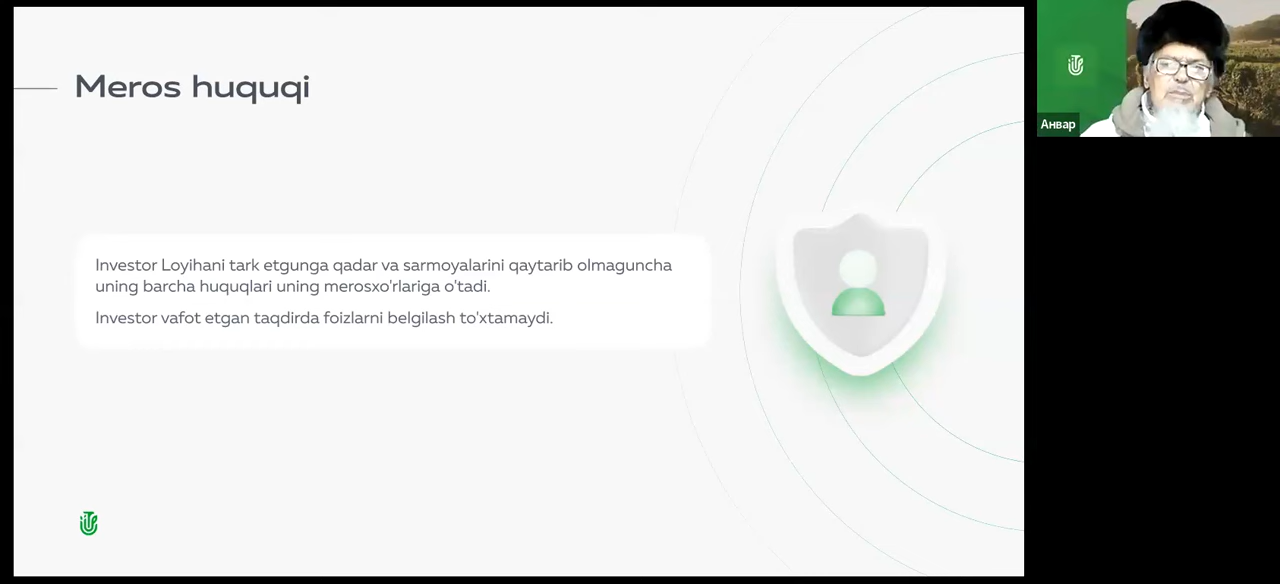 Meros huquqi
Investor Loyihani tark etgunga qadar va sarmoyalarini qaytarib olmaguncha
uning barcha huquqlari uning merosxo'rlariga o'tadi.
Investor vafot etgan taqdirda foizlarni belgilash to'xtamaydi.
Анвар